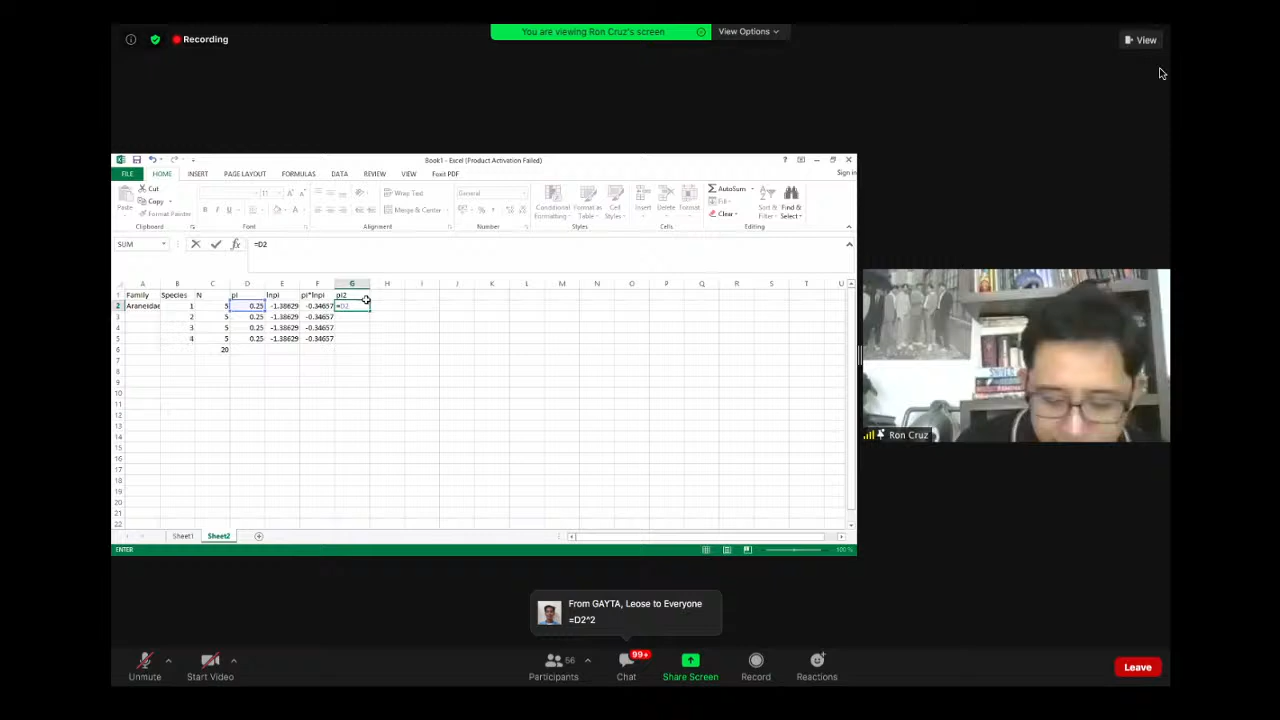 You are viewing Ron Cruz's screen
View Options
Recording
View
Book1 - Excel (Product Activation Failed)
FILE HOME INSERT PAGE LAYOUT FORMULAS DATA REVIEW VIEW Foxit PDF
Sign in
Cut
Copy
Format Painter
Paste
Clipboard
11
Font
Wrap Text
Merge & Center
Alignment
General
Number
Conditional Formatting
Format as Table
Cell Styles
Styles
Insert Delete Format
Cells
AutoSum
Fill
Clear
Sort & Filter
Find & Select
Editing
SUM
=D2
A B C D E F G H I J K L M N O P Q R S T U
1 Family Species N pi lnpi pi*lnpi pi2
2 Araneidae 1 5 0.25 -1.38629 -0.34657 =D2
3 2 5 0.25 -1.38629 -0.34657
4 3 5 0.25 -1.38629 -0.34657
5 4 5 0.25 -1.38629 -0.34657
6 20
7
8
9
10
11
12
13
14
15
16
17
18
19
20
21
22
Sheet1 Sheet2
ENTER
100 %
Ron Cruz
From GAYTA, Leose to Everyone
=D2^2
Unmute
Start Video
56
Participants
99+
Chat
Share Screen
Record
Reactions
Leave